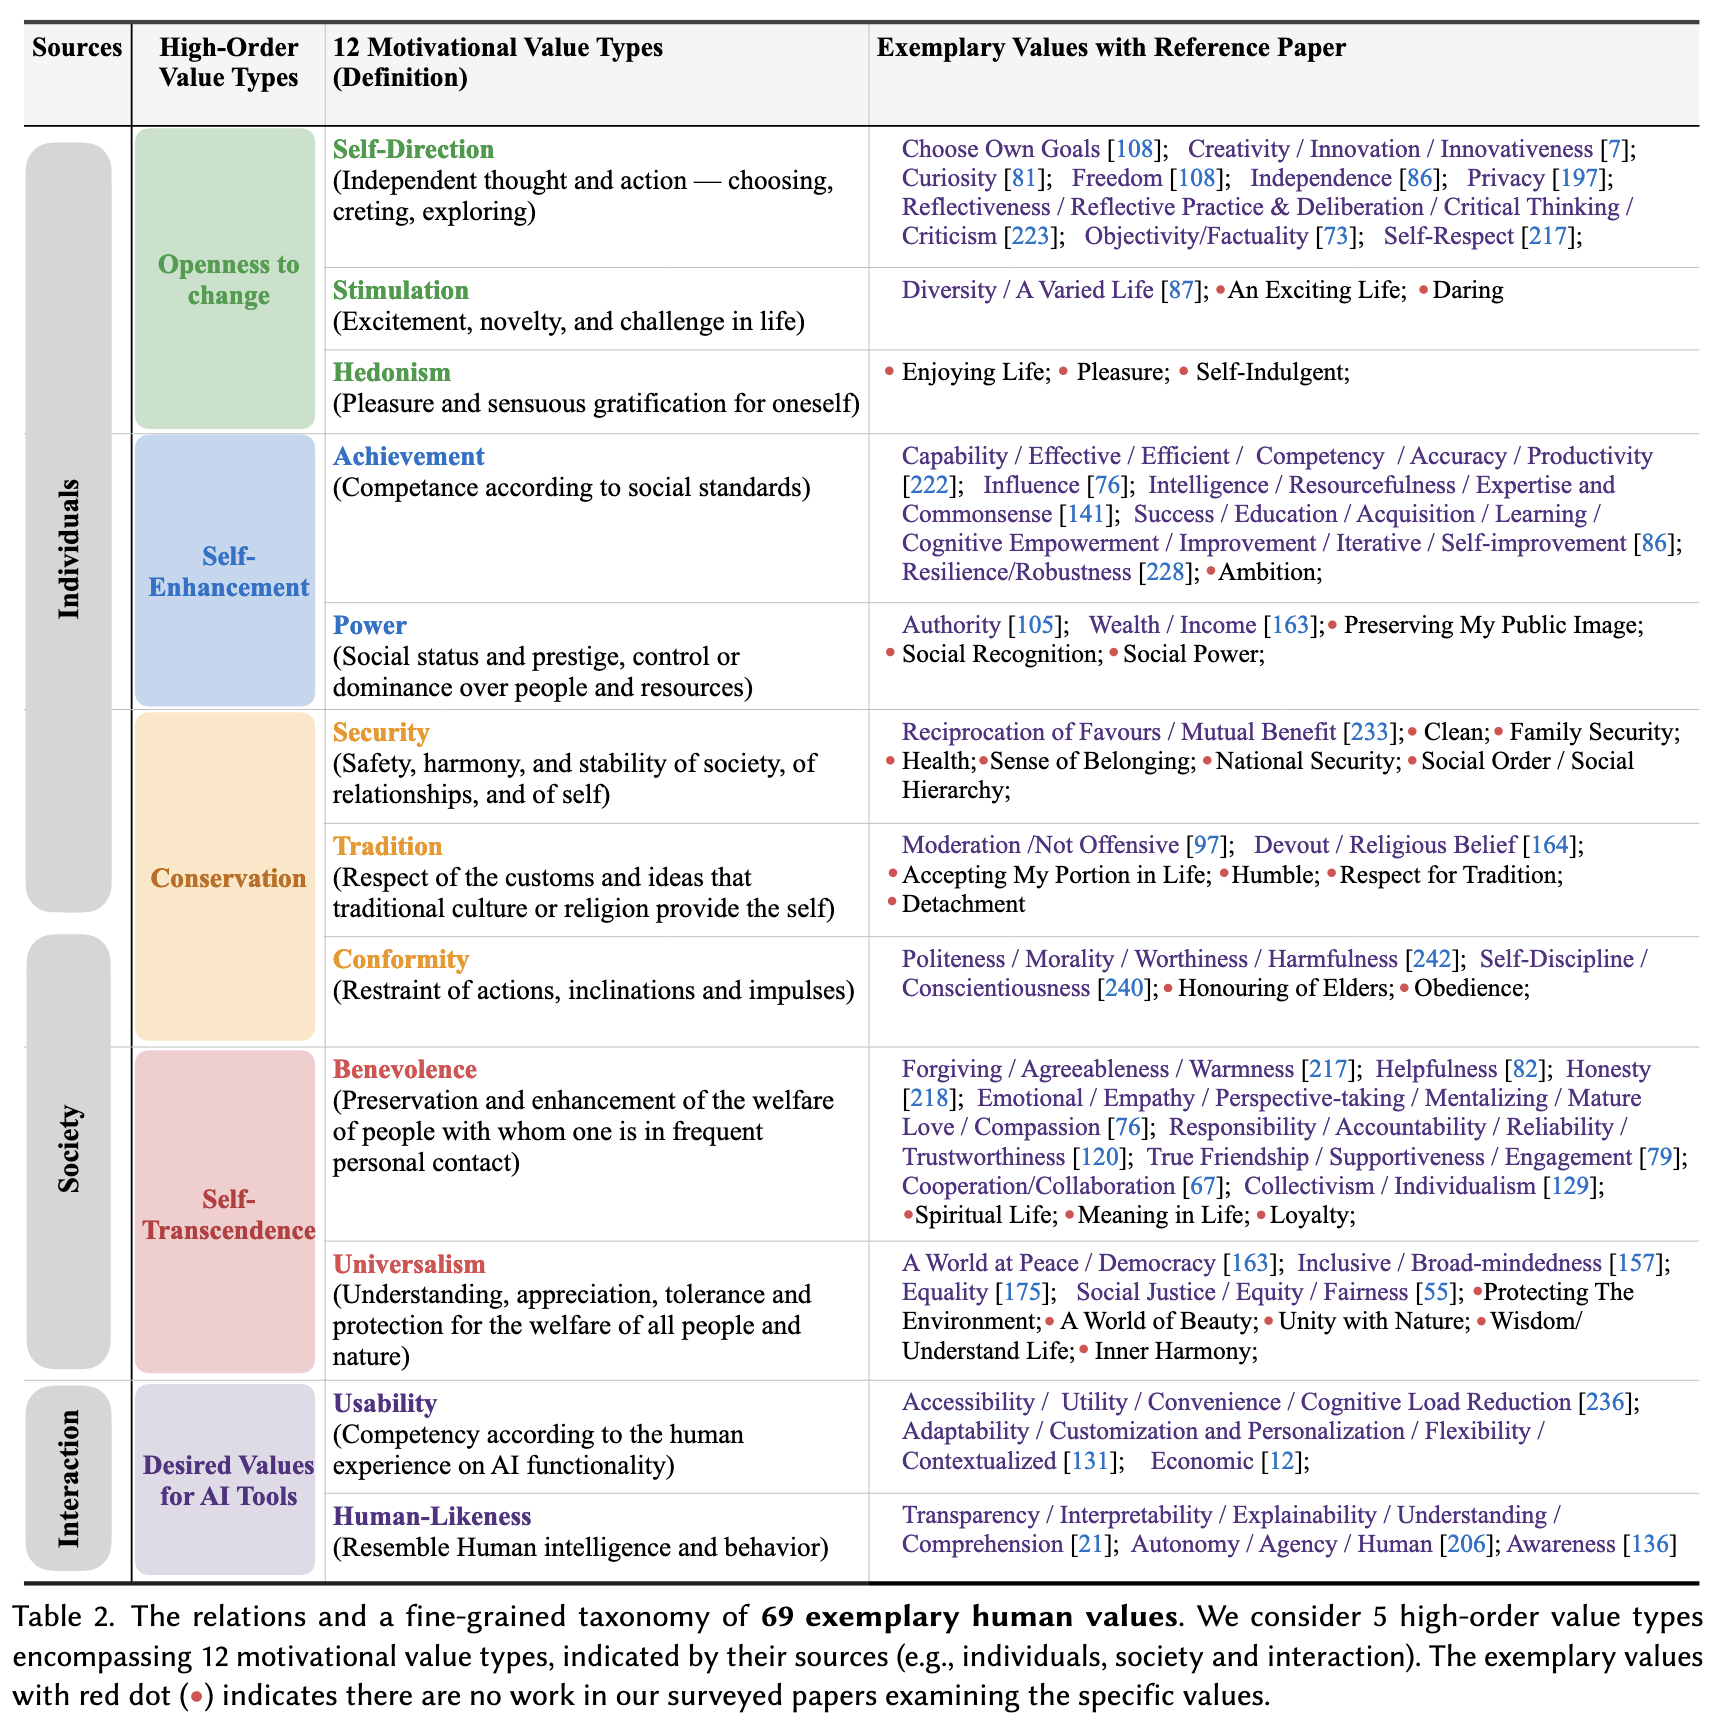 Sources
High-Order
Value Types
12 Motivational Value Types
(Definition)
Exemplary Values with Reference Paper
Individuals
Openness to
change
Self-Direction
(Independent thought and action — choosing,
creting, exploring)
Choose Own Goals [108]; Creativity / Innovation / Innovativeness [7];
Curiosity [81]; Freedom [108]; Independence [86]; Privacy [197];
Reflectiveness / Reflective Practice & Deliberation / Critical Thinking /
Criticism [223]; Objectivity/Factuality [73]; Self-Respect [217];
Stimulation
(Excitement, novelty, and challenge in life)
Diversity / A Varied Life [87]; •An Exciting Life; •Daring
Hedonism
(Pleasure and sensuous gratification for oneself)
• Enjoying Life; • Pleasure; • Self-Indulgent;
Self-
Enhancement
Achievement
(Competance according to social standards)
Capability / Effective / Efficient / Competency / Accuracy / Productivity
[222]; Influence [76]; Intelligence / Resourcefulness / Expertise and
Commonsense [141]; Success / Education / Acquisition / Learning /
Cognitive Empowerment / Improvement / Iterative / Self-improvement [86];
Resilience/Robustness [228]; •Ambition;
Power
(Social status and prestige, control or
dominance over people and resources)
Authority [105]; Wealth / Income [163];• Preserving My Public Image;
• Social Recognition; •Social Power;
Conservation
Security
(Safety, harmony, and stability of society, of
relationships, and of self)
Reciprocation of Favours / Mutual Benefit [233];• Clean;• Family Security;
• Health;•Sense of Belonging; •National Security; •Social Order / Social
Hierarchy;
Tradition
(Respect of the customs and ideas that
traditional culture or religion provide the self)
Moderation /Not Offensive [97]; Devout / Religious Belief [164];
•Accepting My Portion in Life; •Humble; •Respect for Tradition;
• Detachment
Society
Conformity
(Restraint of actions, inclinations and impulses)
Politeness / Morality / Worthiness / Harmfulness [242]; Self-Discipline /
Conscientiousness [240];• Honouring of Elders; •Obedience;
Self-
Transcendence
Benevolence
(Preservation and enhancement of the welfare
of people with whom one is in frequent
personal contact)
Forgiving / Agreeableness / Warmness [217]; Helpfulness [82]; Honesty
[218]; Emotional / Empathy / Perspective-taking / Mentalizing / Mature
Love / Compassion [76]; Responsibility / Accountability / Reliability /
Trustworthiness [120]; True Friendship / Supportiveness / Engagement [79];
Cooperation/Collaboration [67]; Collectivism / Individualism [129];
•Spiritual Life; •Meaning in Life; •Loyalty;
Universalism
(Understanding, appreciation, tolerance and
protection for the welfare of all people and
nature)
A World at Peace / Democracy [163]; Inclusive / Broad-mindedness [157];
Equality [175]; Social Justice / Equity / Fairness [55]; •Protecting The
Environment;• A World of Beauty; •Unity with Nature; •Wisdom/
Understand Life;• Inner Harmony;
Interaction
Desired Values
for AI Tools
Usability
(Competency according to the human
experience on AI functionality)
Accessibility / Utility / Convenience / Cognitive Load Reduction [236];
Adaptability / Customization and Personalization / Flexibility /
Contextualized [131]; Economic [12];
Human-Likeness
(Resemble Human intelligence and behavior)
Transparency / Interpretability / Explainability / Understanding /
Comprehension [21]; Autonomy / Agency / Human [206]; Awareness [136]
Table 2. The relations and a fine-grained taxonomy of 69 exemplary human values. We consider 5 high-order value types
encompassing 12 motivational value types, indicated by their sources (e.g., individuals, society and interaction). The exemplary values
with red dot (•) indicates there are no work in our surveyed papers examining the specific values.